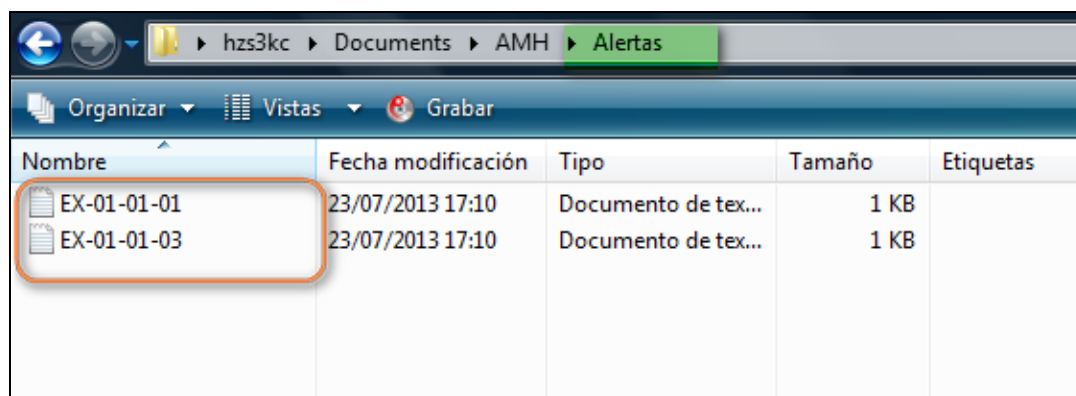 hzs3kc Documents AMH Alertas
Organizar Vistas Grabar
Nombre Fecha modificación Tipo Tamaño Etiquetas
EX-01-01-01 23/07/2013 17:10 Documento de tex... 1 KB
EX-01-01-03 23/07/2013 17:10 Documento de tex... 1 KB